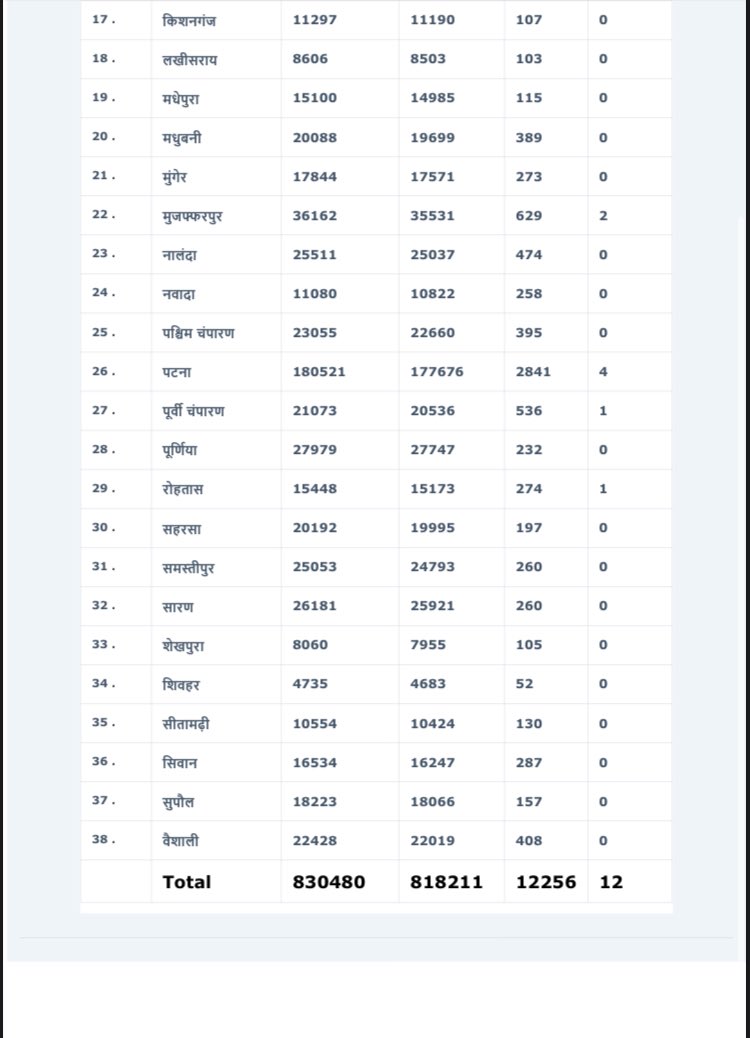 17 . किशनगंज 11297 11190 107 0
18 . लखीसराय 8606 8503 103 0
19 . मधेपुरा 15100 14985 115 0
20 . मधुबनी 20088 19699 389 0
21 . मुंगेर 17844 17571 273 0
22 . मुजफ्फरपुर 36162 35531 629 2
23 . नालंदा 25511 25037 474 0
24 . नवादा 11080 10822 258 0
25 . पश्चिम चंपारण 23055 22660 395 0
26 . पटना 180521 177676 2841 4
27 . पूर्वी चंपारण 21073 20536 536 1
28 . पूर्णिया 27979 27747 232 0
29 . रोहतास 15448 15173 274 1
30 . सहरसा 20192 19995 197 0
31 . समस्तीपुर 25053 24793 260 0
32 . सारण 26181 25921 260 0
33 . शेखपुरा 8060 7955 105 0
34 . शिवहर 4735 4683 52 0
35 . सीतामढ़ी 10554 10424 130 0
36 . सिवान 16534 16247 287 0
37 . सुपौल 18223 18066 157 0
38 . वैशाली 22428 22019 408 0
Total 830480 818211 12256 12